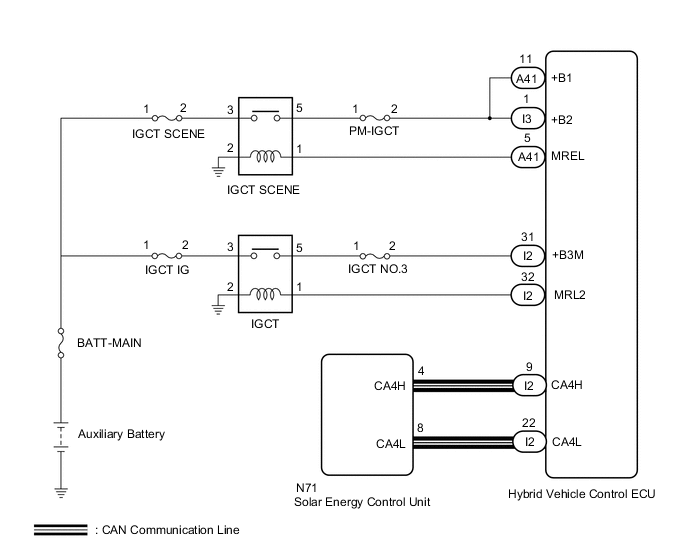 11
A41 +B1
1 2 3 5 1 2 1
IGCT SCENE PM-IGCT I3 +B2
5
2 1 A41 MREL
IGCT SCENE
31
1 2 3 5 1 2 I2 +B3M
IGCT IG IGCT NO.3
32
2 1 I2 MRL2
IGCT
BATT-MAIN
4 9
CA4H I2 CA4H
Auxiliary Battery
8 22
CA4L I2 CA4L
N71
Solar Energy Control Unit
Hybrid Vehicle Control ECU
: CAN Communication Line